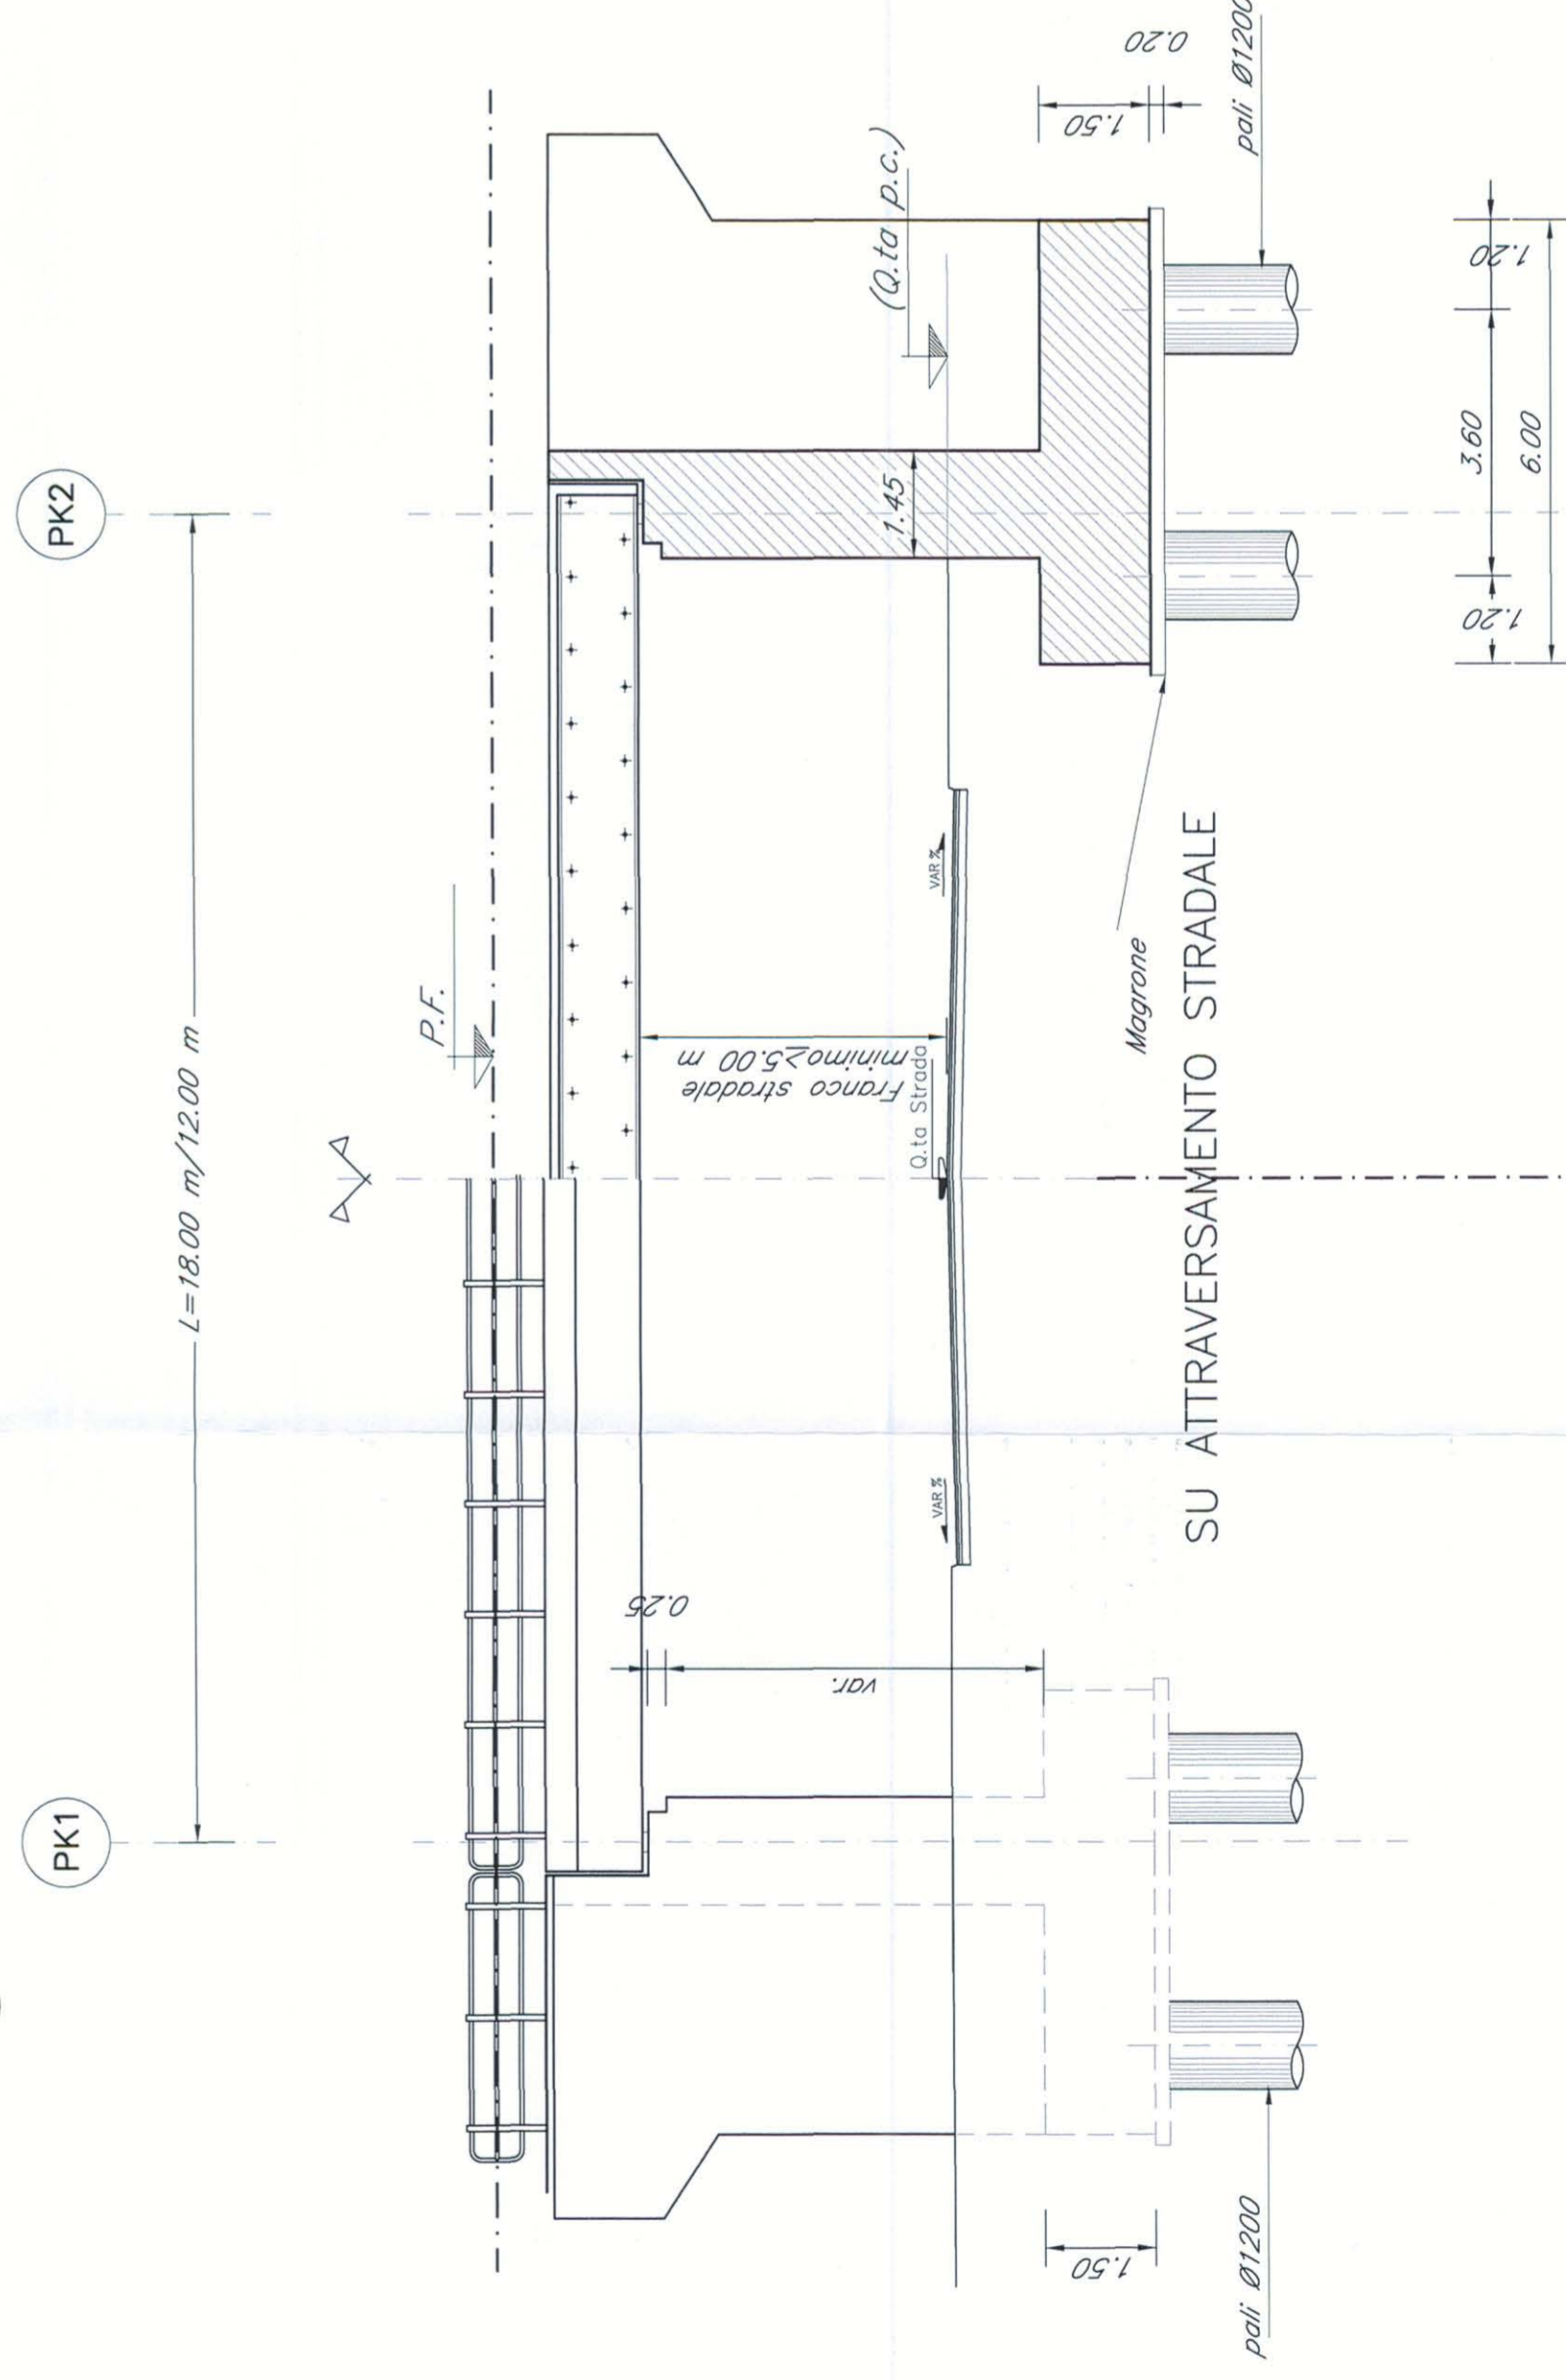 PK1
PK2
L=18.00 m/12.00 m
P.F.
(Q.ta p.c.)
0.25
var.
Franco stradale
minimo≥5.00 m
Q.ta Strada
VAR %
VAR %
1.45
1.50
0.20
1.50
pali Ø1200
pali Ø1200
Magrone
SU ATTRAVERSAMENTO STRADALE
1.20
3.60
1.20
6.00